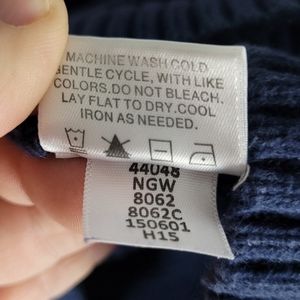 MACHINE WASH COLD
GENTLE CYCLE, WITH LIKE
COLORS.DO NOT BLEACH.
LAY FLAT TO DRY.COOL
IRON AS NEEDED.
44048
NGW
8062
8062C
150601
H15